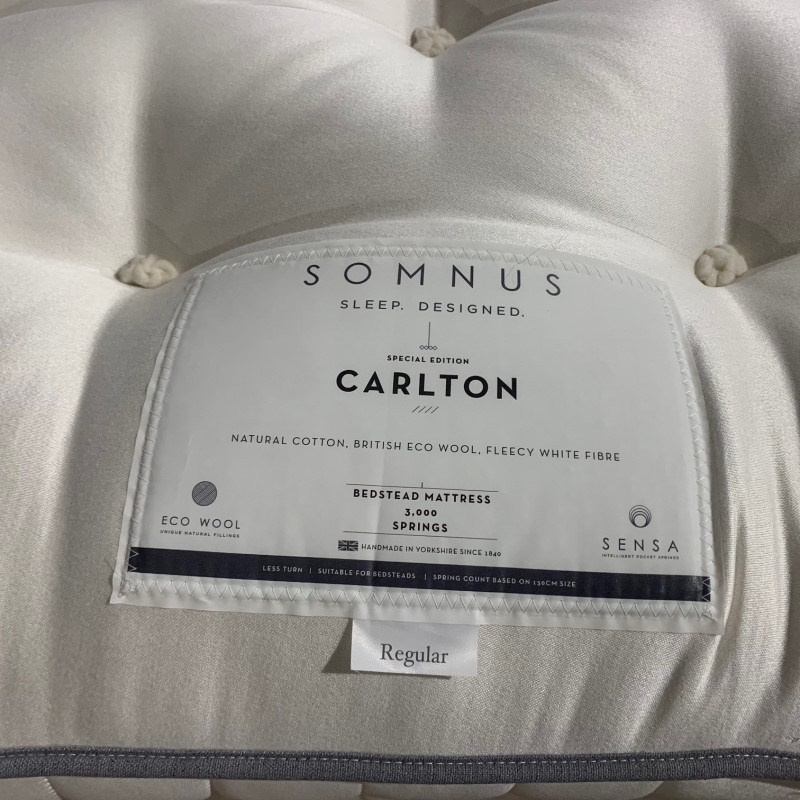 SOMNUS
SLEEP. DESIGNED.
SPECIAL EDITION
CARLTON
NATURAL COTTON, BRITISH ECO WOOL, FLEECY WHITE FIBRE
BEDSTEAD MATTRESS
3,000
SPRINGS
HANDMADE IN YORKSHIRE SINCE 1840
ECO WOOL
UNIQUE NATURAL FILLINGS
SENSA
INTELLIGENT POCKET SPRINGS
LESS TURN | SUITABLE FOR BEDSTEADS | SPRING COUNT BASED ON 150CM SIZE
Regular